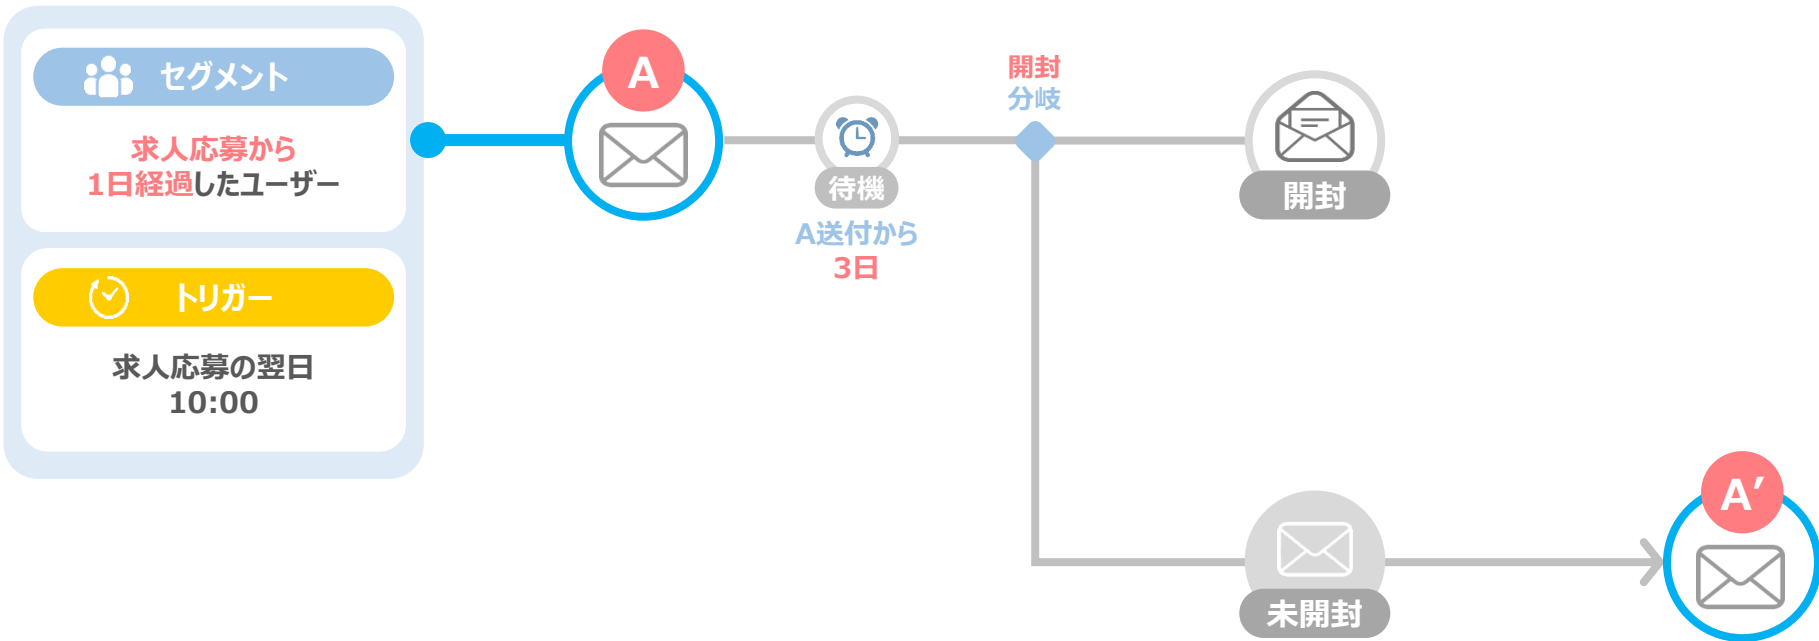 セグメント
求人応募から
1日経過したユーザー
トリガー
求人応募の翌日
10:00
A
待機
A送付から
3日
開封
分岐
開封
未開封
A′